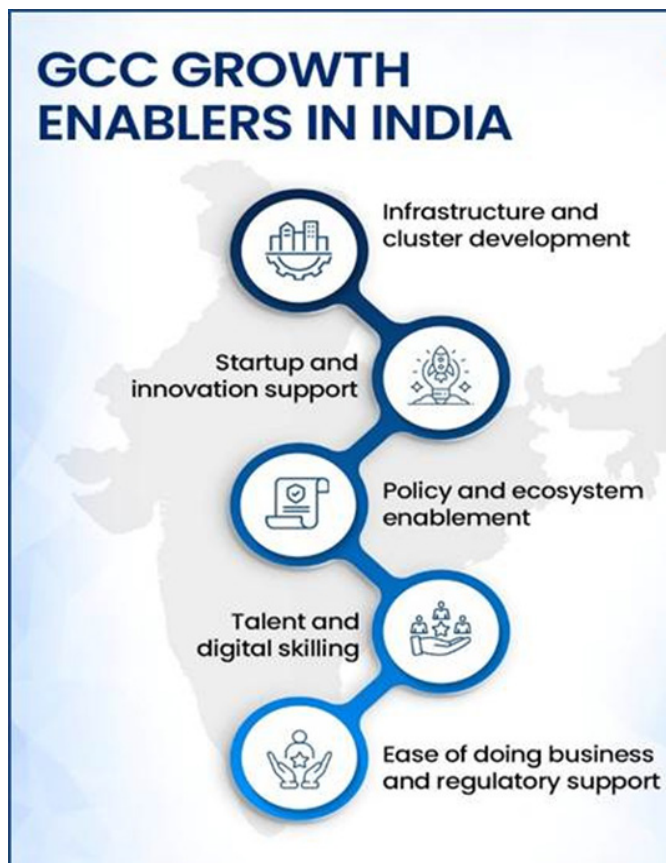 GCC GROWTH
ENABLERS IN INDIA
Infrastructure and
cluster development
Startup and
innovation support
Policy and ecosystem
enablement
Talent and
digital skilling
Ease of doing business
and regulatory support